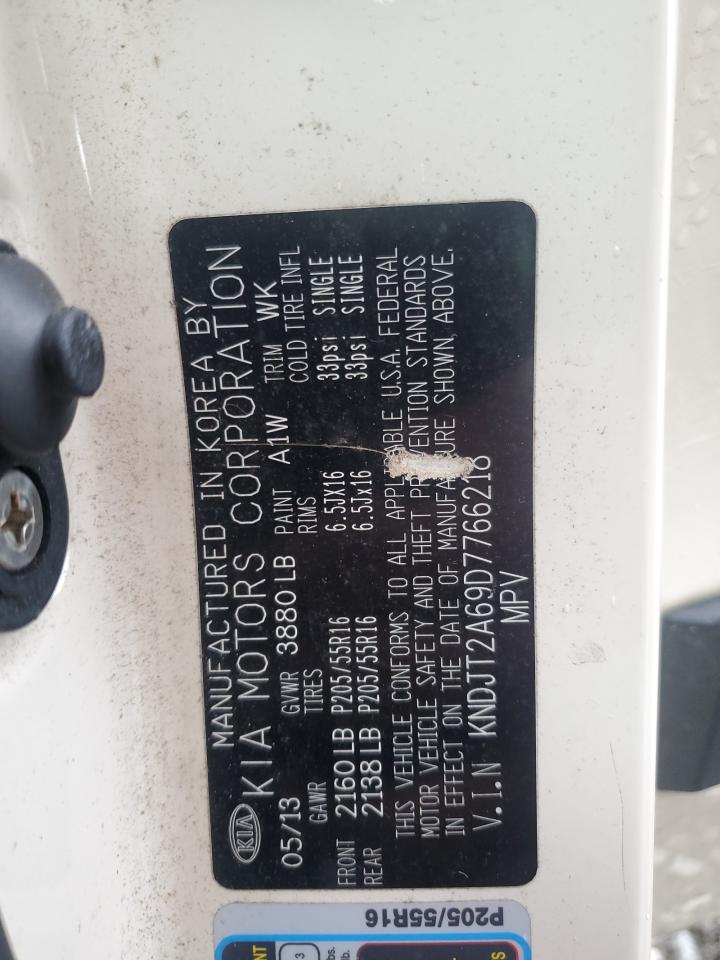 MANUFACTURED IN KOREA BY
KIA KIA MOTORS CORPORATION
05/13 GVWR 3880 LB PAINT A1W TRIM WK
GAWR TIRES RIMS COLD TIRE INFL
FRONT 2160 LB P205/55R16 6.5JX16 33psi SINGLE
REAR 2138 LB P205/55R16 6.5Jx16 33psi SINGLE
THIS VEHICLE CONFORMS TO ALL U.S.A. FEDERAL
MOTOR VEHICLE SAFETY AND THEFT STANDARDS
IN EFFECT ON THE DATE OF SHOWN ABOVE.
V.I.N KNDJT2A69D7766218
MPV
P205/55R16
3